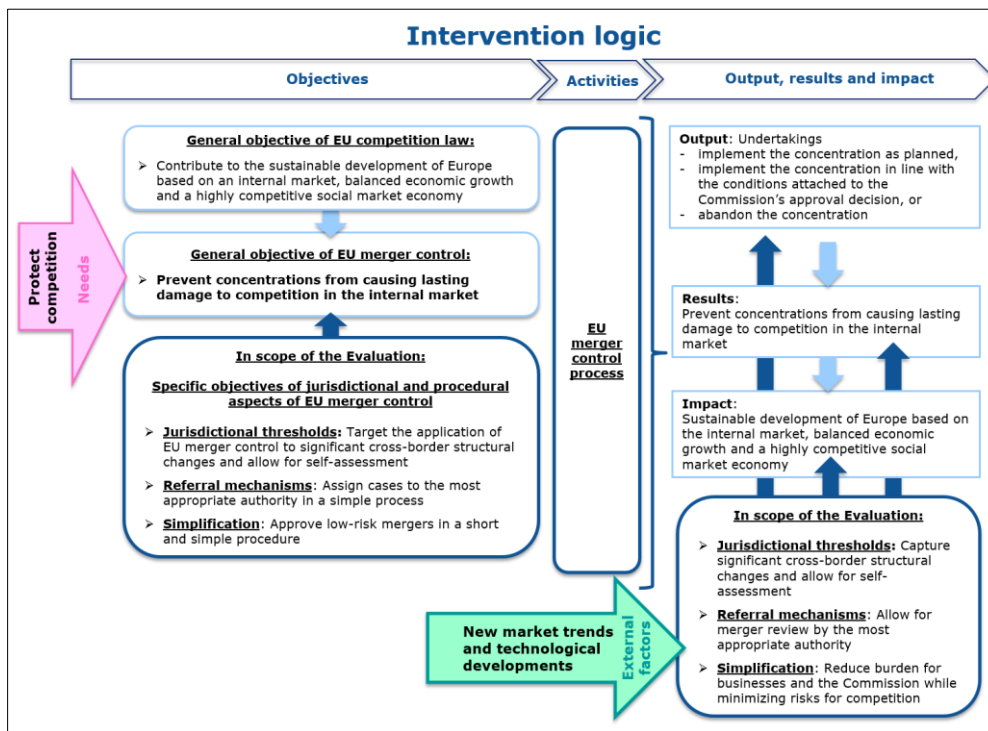 Intervention logic
Objectives
Activities
Output, results and impact
General objective of EU competition law:
➢ Contribute to the sustainable development of Europe
based on an internal market, balanced economic growth
and a highly competitive social market economy
General objective of EU merger control:
➢ Prevent concentrations from causing lasting
damage to competition in the internal market
Protect
competition
Needs
In scope of the Evaluation:
Specific objectives of jurisdictional and procedural
aspects of EU merger control
➢ Jurisdictional thresholds: Target the application of
EU merger control to significant cross-border structural
changes and allow for self-assessment
➢ Referral mechanisms: Assign cases to the most
appropriate authority in a simple process
➢ Simplification: Approve low-risk mergers in a short
and simple procedure
EU
merger
control
process
Output: Undertakings
- implement the concentration as planned,
- implement the concentration in line with
the conditions attached to the
Commission's approval decision, or
- abandon the concentration
Results:
Prevent concentrations from causing lasting
damage to competition in the internal
market
Impact:
Sustainable development of Europe based on
the internal market, balanced economic
growth and a highly competitive social
market economy
New market trends
and technological
developments
External
factors
In scope of the Evaluation:
➢ Jurisdictional thresholds: Capture
significant cross-border structural
changes and allow for self-
assessment
➢ Referral mechanisms: Allow for
merger review by the most
appropriate authority
➢ Simplification: Reduce burden for
businesses and the Commission while
minimizing risks for competition